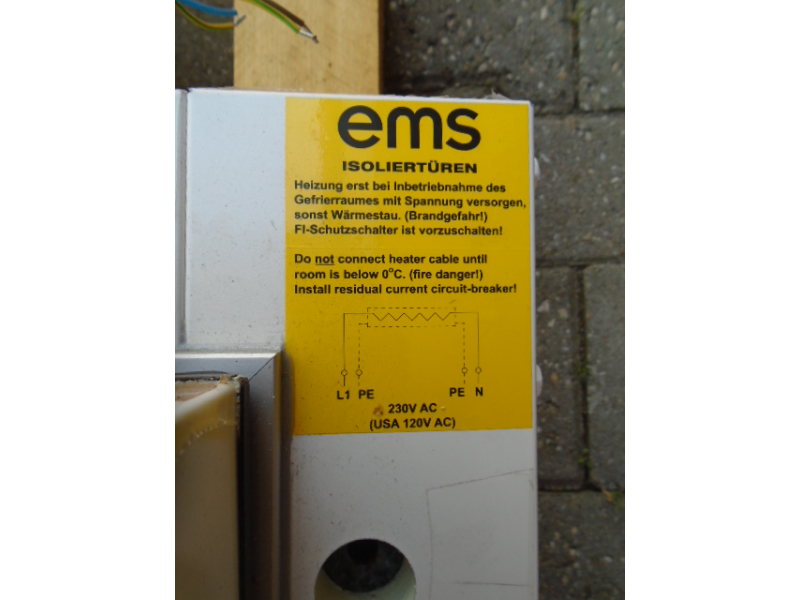 ems
ISOLIERTÜREN
Heizung erst bei Inbetriebnahme des
Gefrierraumes mit Spannung versorgen,
sonst Wärmestau. (Brandgefahr!)
FI-Schutzschalter ist vorzuschalten!
Do not connect heater cable until
room is below 0°C. (fire danger!)
Install residual current circuit-breaker!
L1 PE PE N
230V AC
(USA 120V AC)